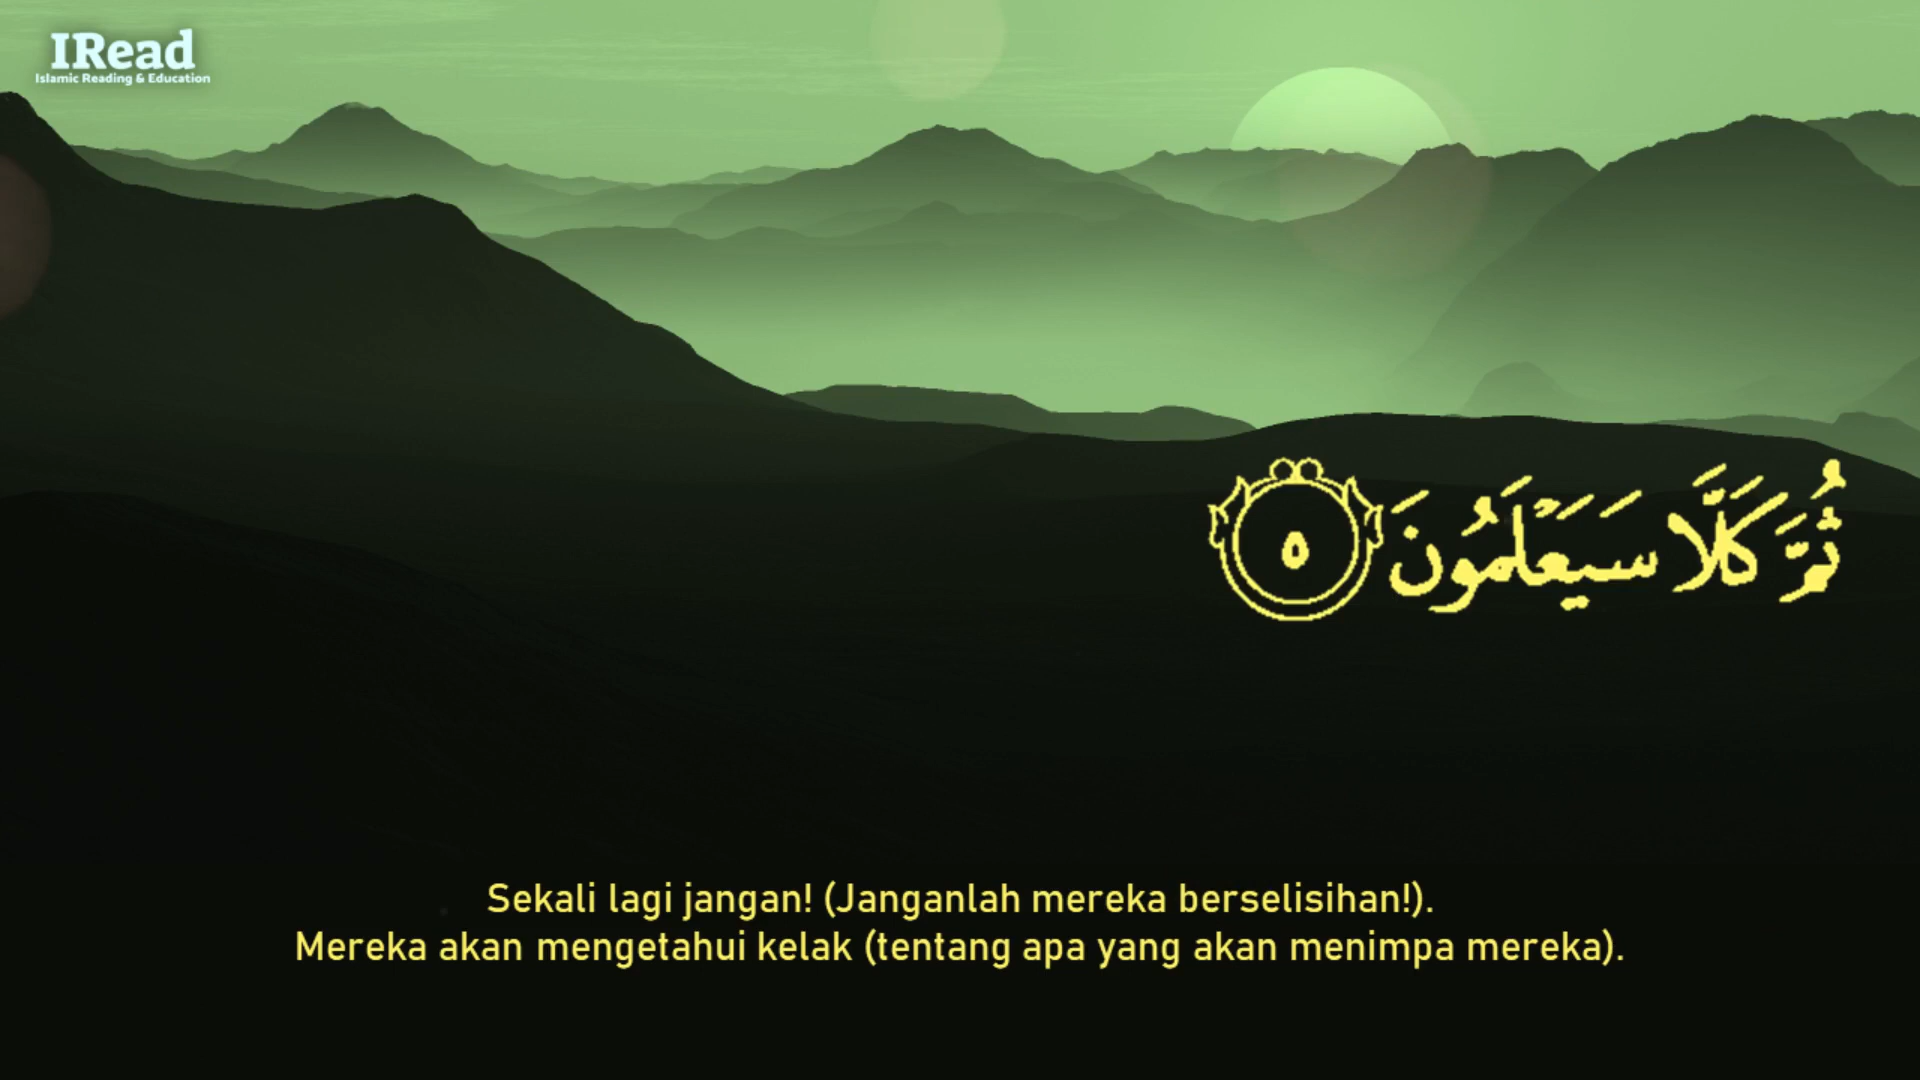 IRead
Islamic Reading & Education
ثُمَّ كَلَّا سَيَعْلَمُونَ ٥
Sekali lagi jangan! (Janganlah mereka berselisihan!).
Mereka akan mengetahui kelak (tentang apa yang akan menimpa mereka).